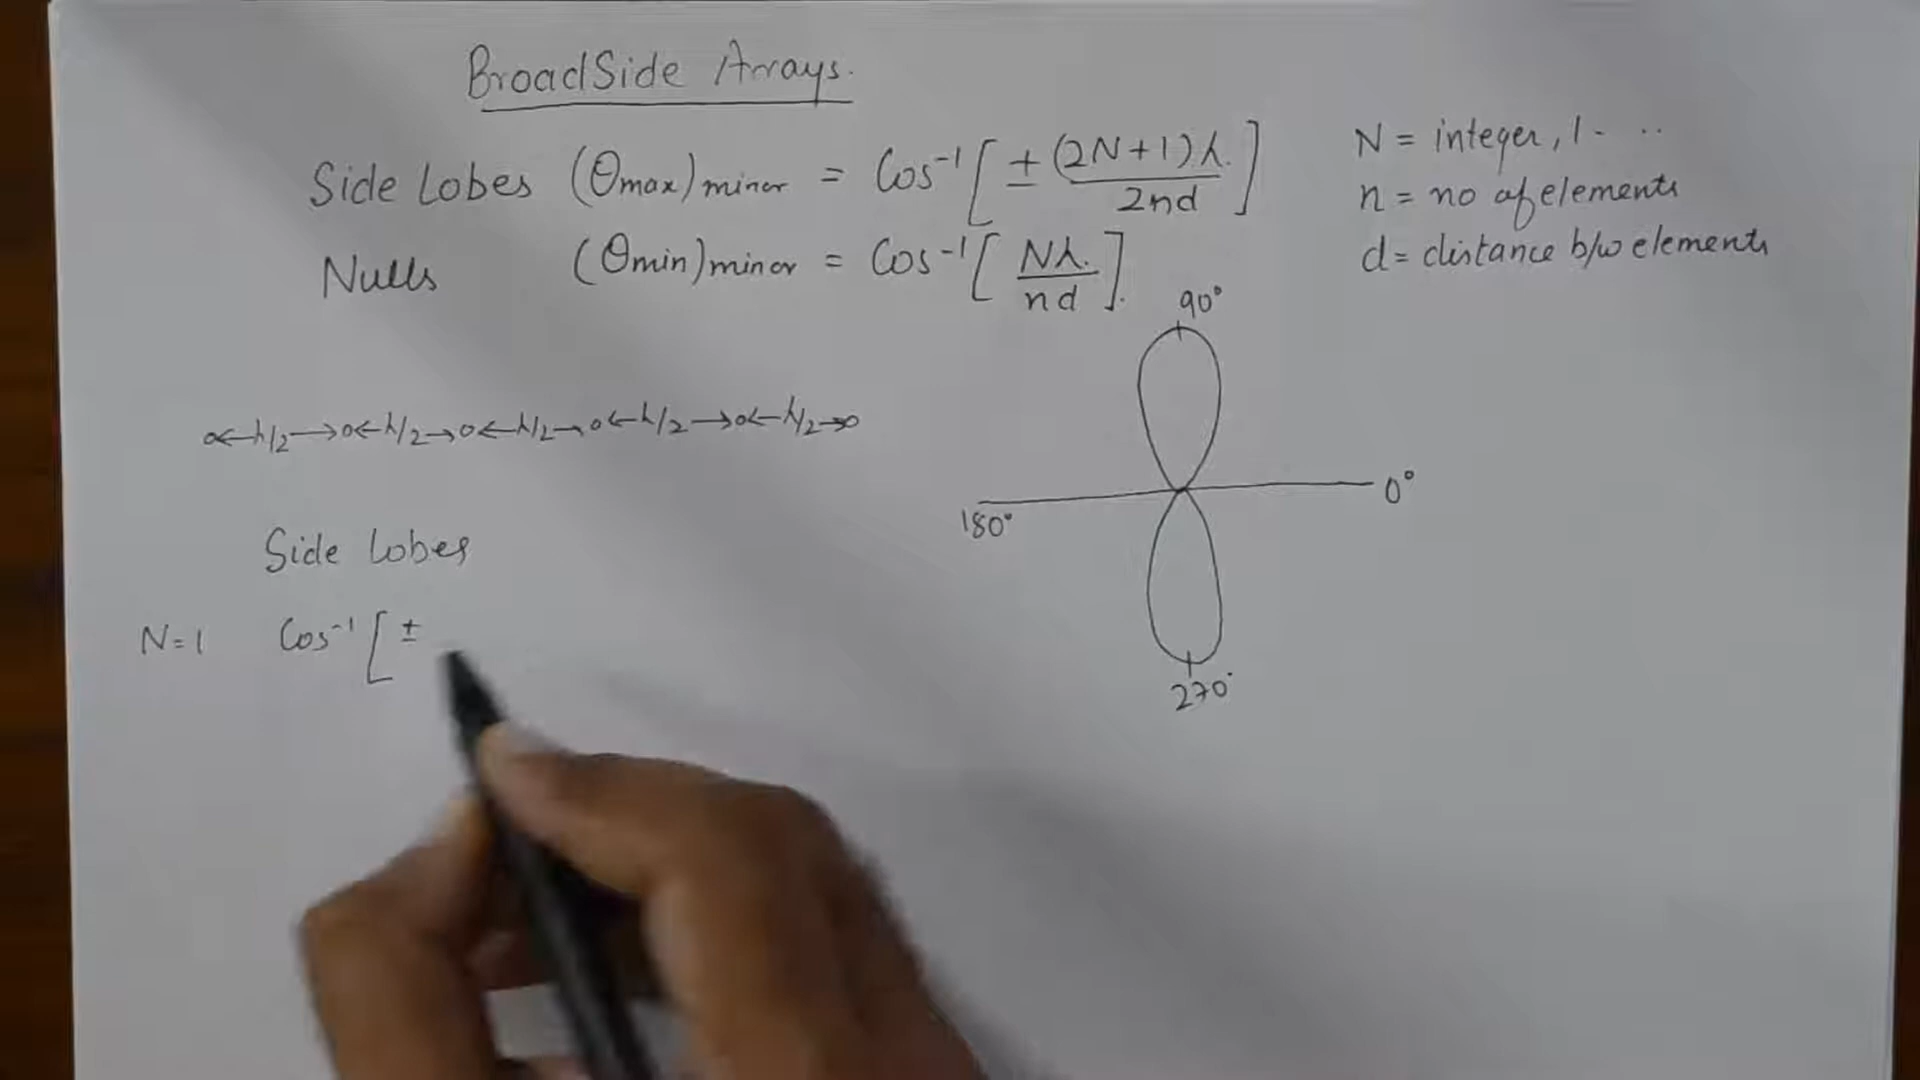 BroadSide Arrays.
Side Lobes (θmax)minor = Cos⁻¹[± (2N+1)λ / 2nd]
N = integer, 1 - ..
n = no of elements
Nulls (θmin)minor = Cos⁻¹[Nλ / nd].
d = distance b/w elements
90°
o←λ/2→o←λ/2→o←λ/2→o←λ/2→o←λ/2→o
0°
180°
Side Lobes
N=1 Cos⁻¹[±
270°